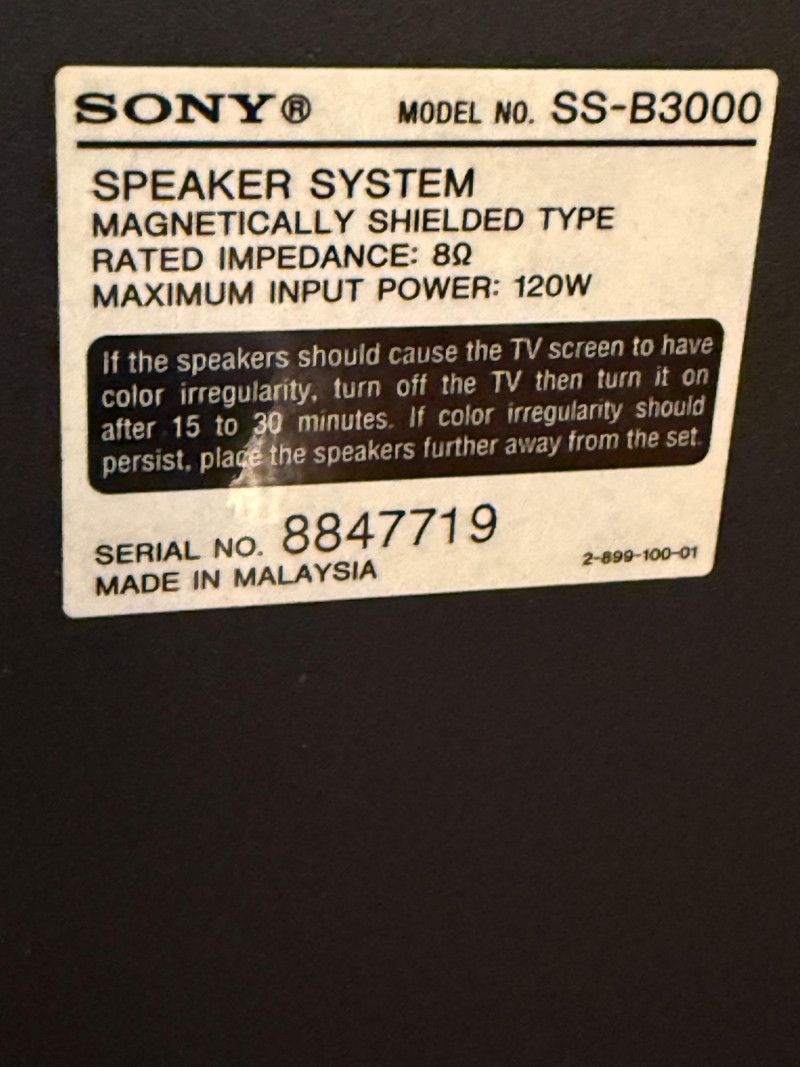 SONY® MODEL NO. SS-B3000
SPEAKER SYSTEM
MAGNETICALLY SHIELDED TYPE
RATED IMPEDANCE: 8Ω
MAXIMUM INPUT POWER: 120W
If the speakers should cause the TV screen to have
color irregularity, turn off the TV then turn it on
after 15 to 30 minutes. If color irregularity should
persist, place the speakers further away from the set.
SERIAL NO. 8847719
MADE IN MALAYSIA 2-899-100-01